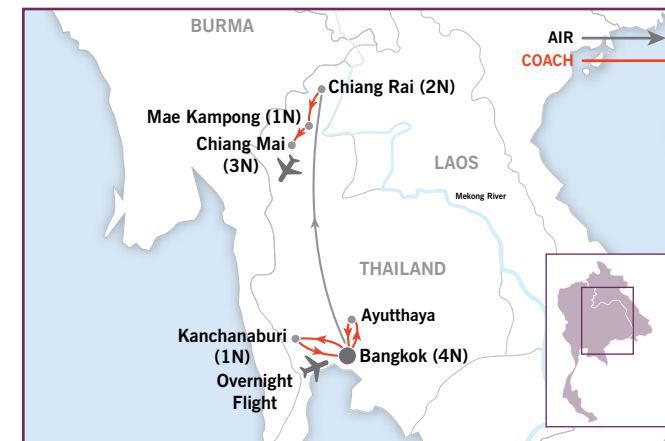 BURMA
AIR
COACH
Chiang Rai (2N)
Mae Kampong (1N)
Chiang Mai
(3N)
LAOS
Mekong River
THAILAND
Ayutthaya
Kanchanaburi
(1N)
Bangkok (4N)
Overnight
Flight